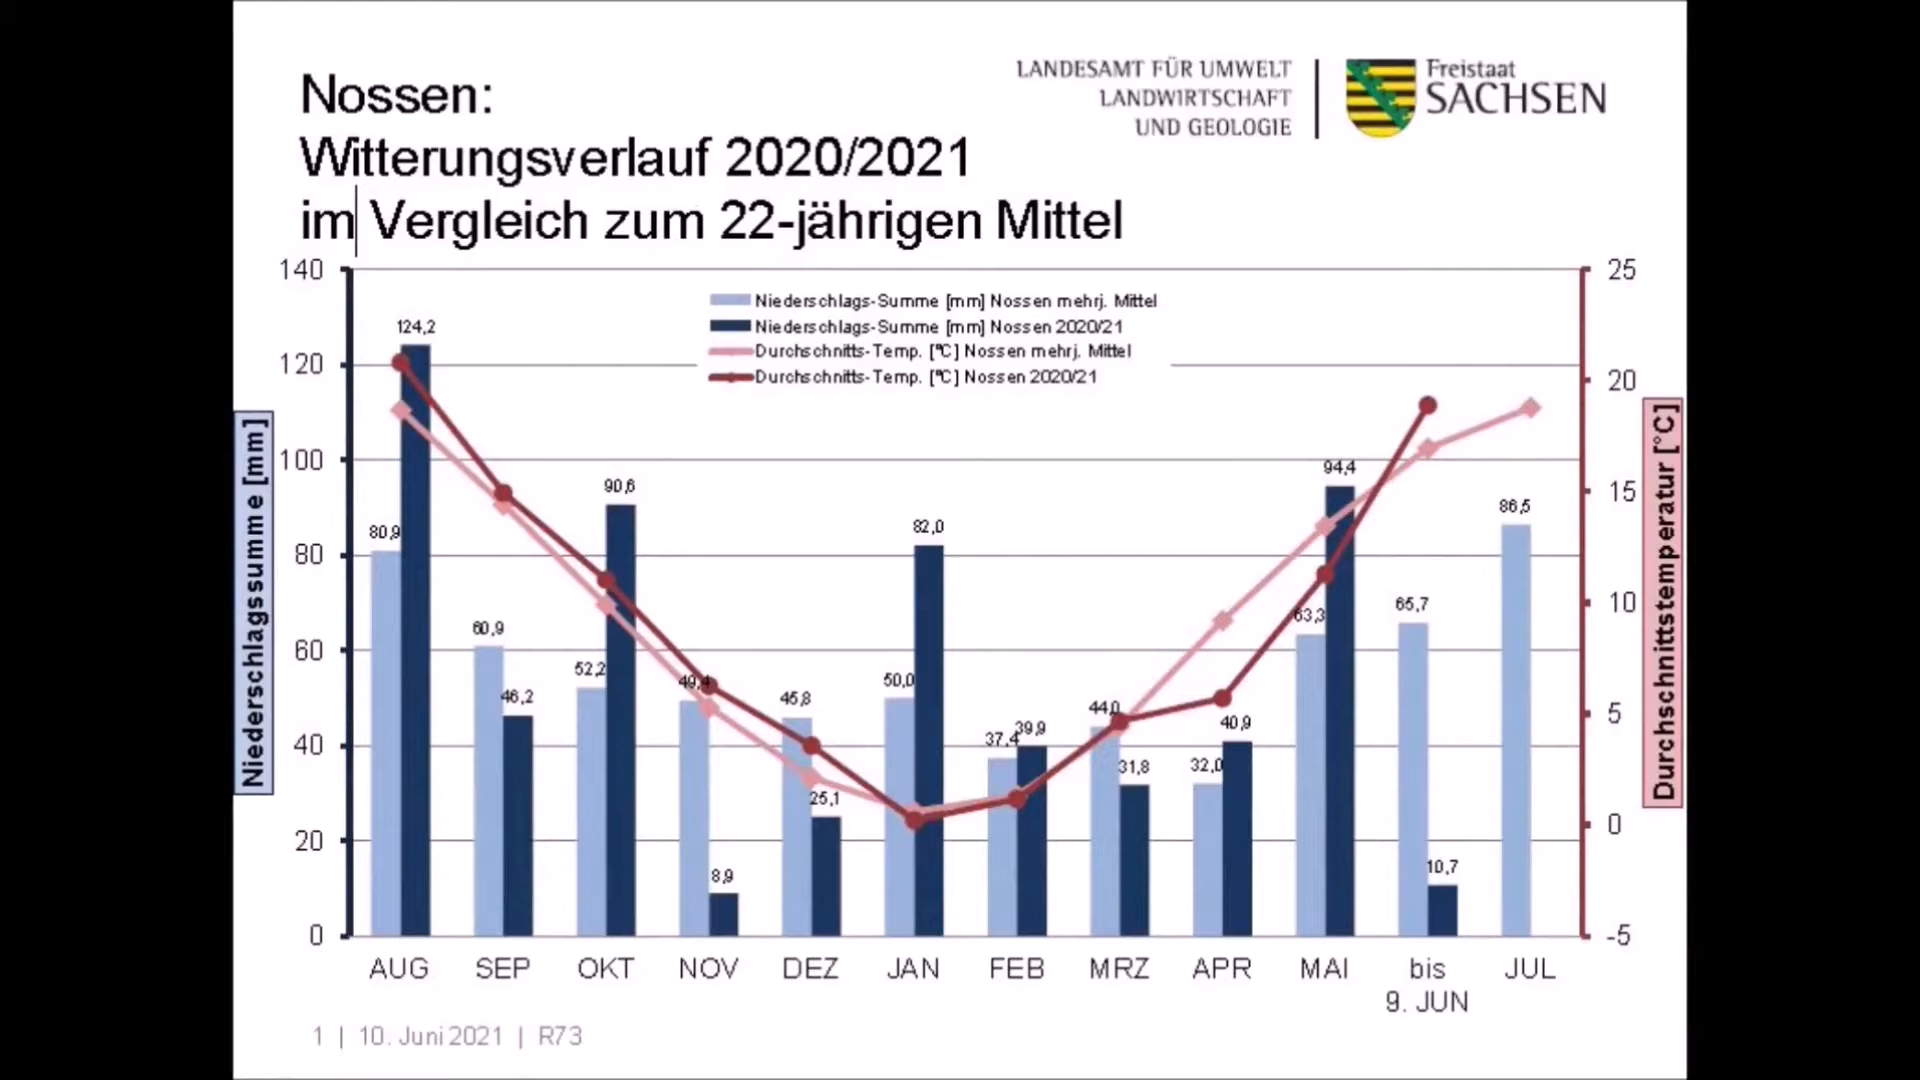 Nossen:
Witterungsverlauf 2020/2021
im Vergleich zum 22-jährigen Mittel
LANDESAMT FÜR UMWELT
LANDWIRTSCHAFT
UND GEOLOGIE
Freistaat
SACHSEN
Niederschlags-Summe [mm] Nossen mehrj. Mittel
Niederschlags-Summe [mm] Nossen 2020/21
Durchschnitts-Temp. [°C] Nossen mehrj. Mittel
Durchschnitts-Temp. [°C] Nossen 2020/21
Niederschlagssumme [mm]
140
120
100
80
60
40
20
0
80,9
124,2
60,9
46,2
52,2
90,6
49,4
8,9
45,8
25,1
50,0
82,0
37,4
39,9
44,0
31,8
32,0
40,9
63,3
94,4
65,7
10,7
86,5
25
20
15
10
5
0
-5
Durchschnittstemperatur [°C]
AUG SEP OKT NOV DEZ JAN FEB MRZ APR MAI bis JUL
9. JUN
1 | 10. Juni 2021 | R73